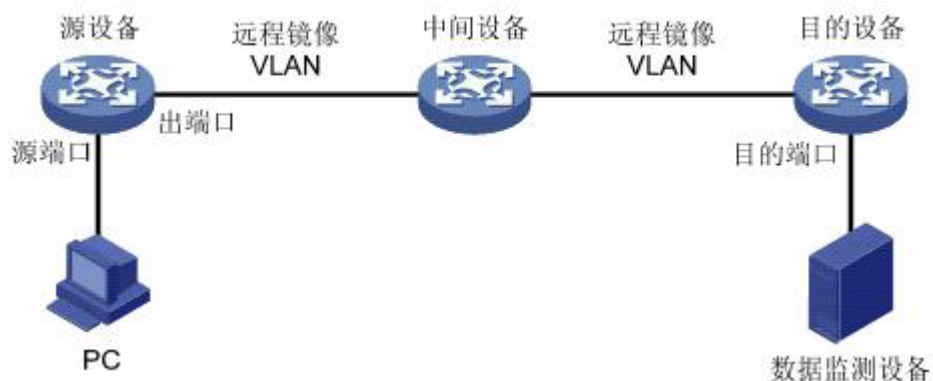 源设备
远程镜像
VLAN
中间设备
远程镜像
VLAN
目的设备
出端口
源端口
目的端口
PC
数据监测设备